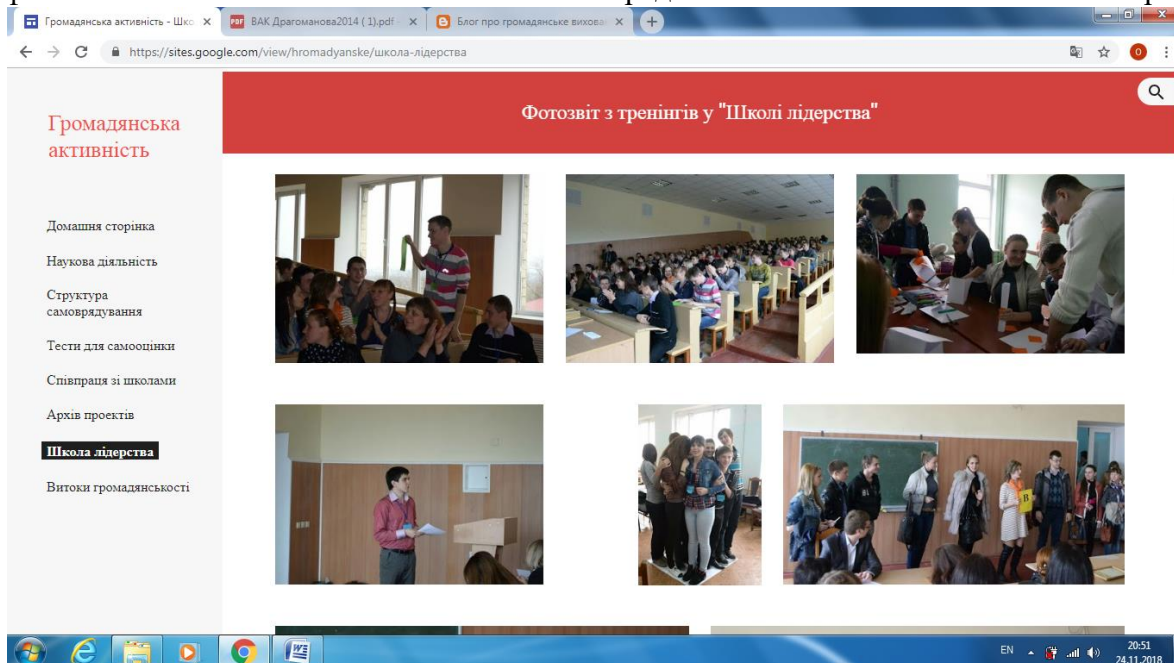 Громадянська активність - Шко
ВАК Драгоманова2014 ( 1).pdf
Блог про громадянське вихова
https://sites.google.com/view/hromadyanske/школа-лідерства
Громадянська
активність
Фотозвіт з тренінгів у "Школі лідерства"
Домашня сторінка
Наукова діяльність
Структура
самоврядування
Тести для самооцінки
Співпраця зі школами
Архів проектів
Школа лідерства
Витоки громадянськості
В
EN
20:51
24.11.2018